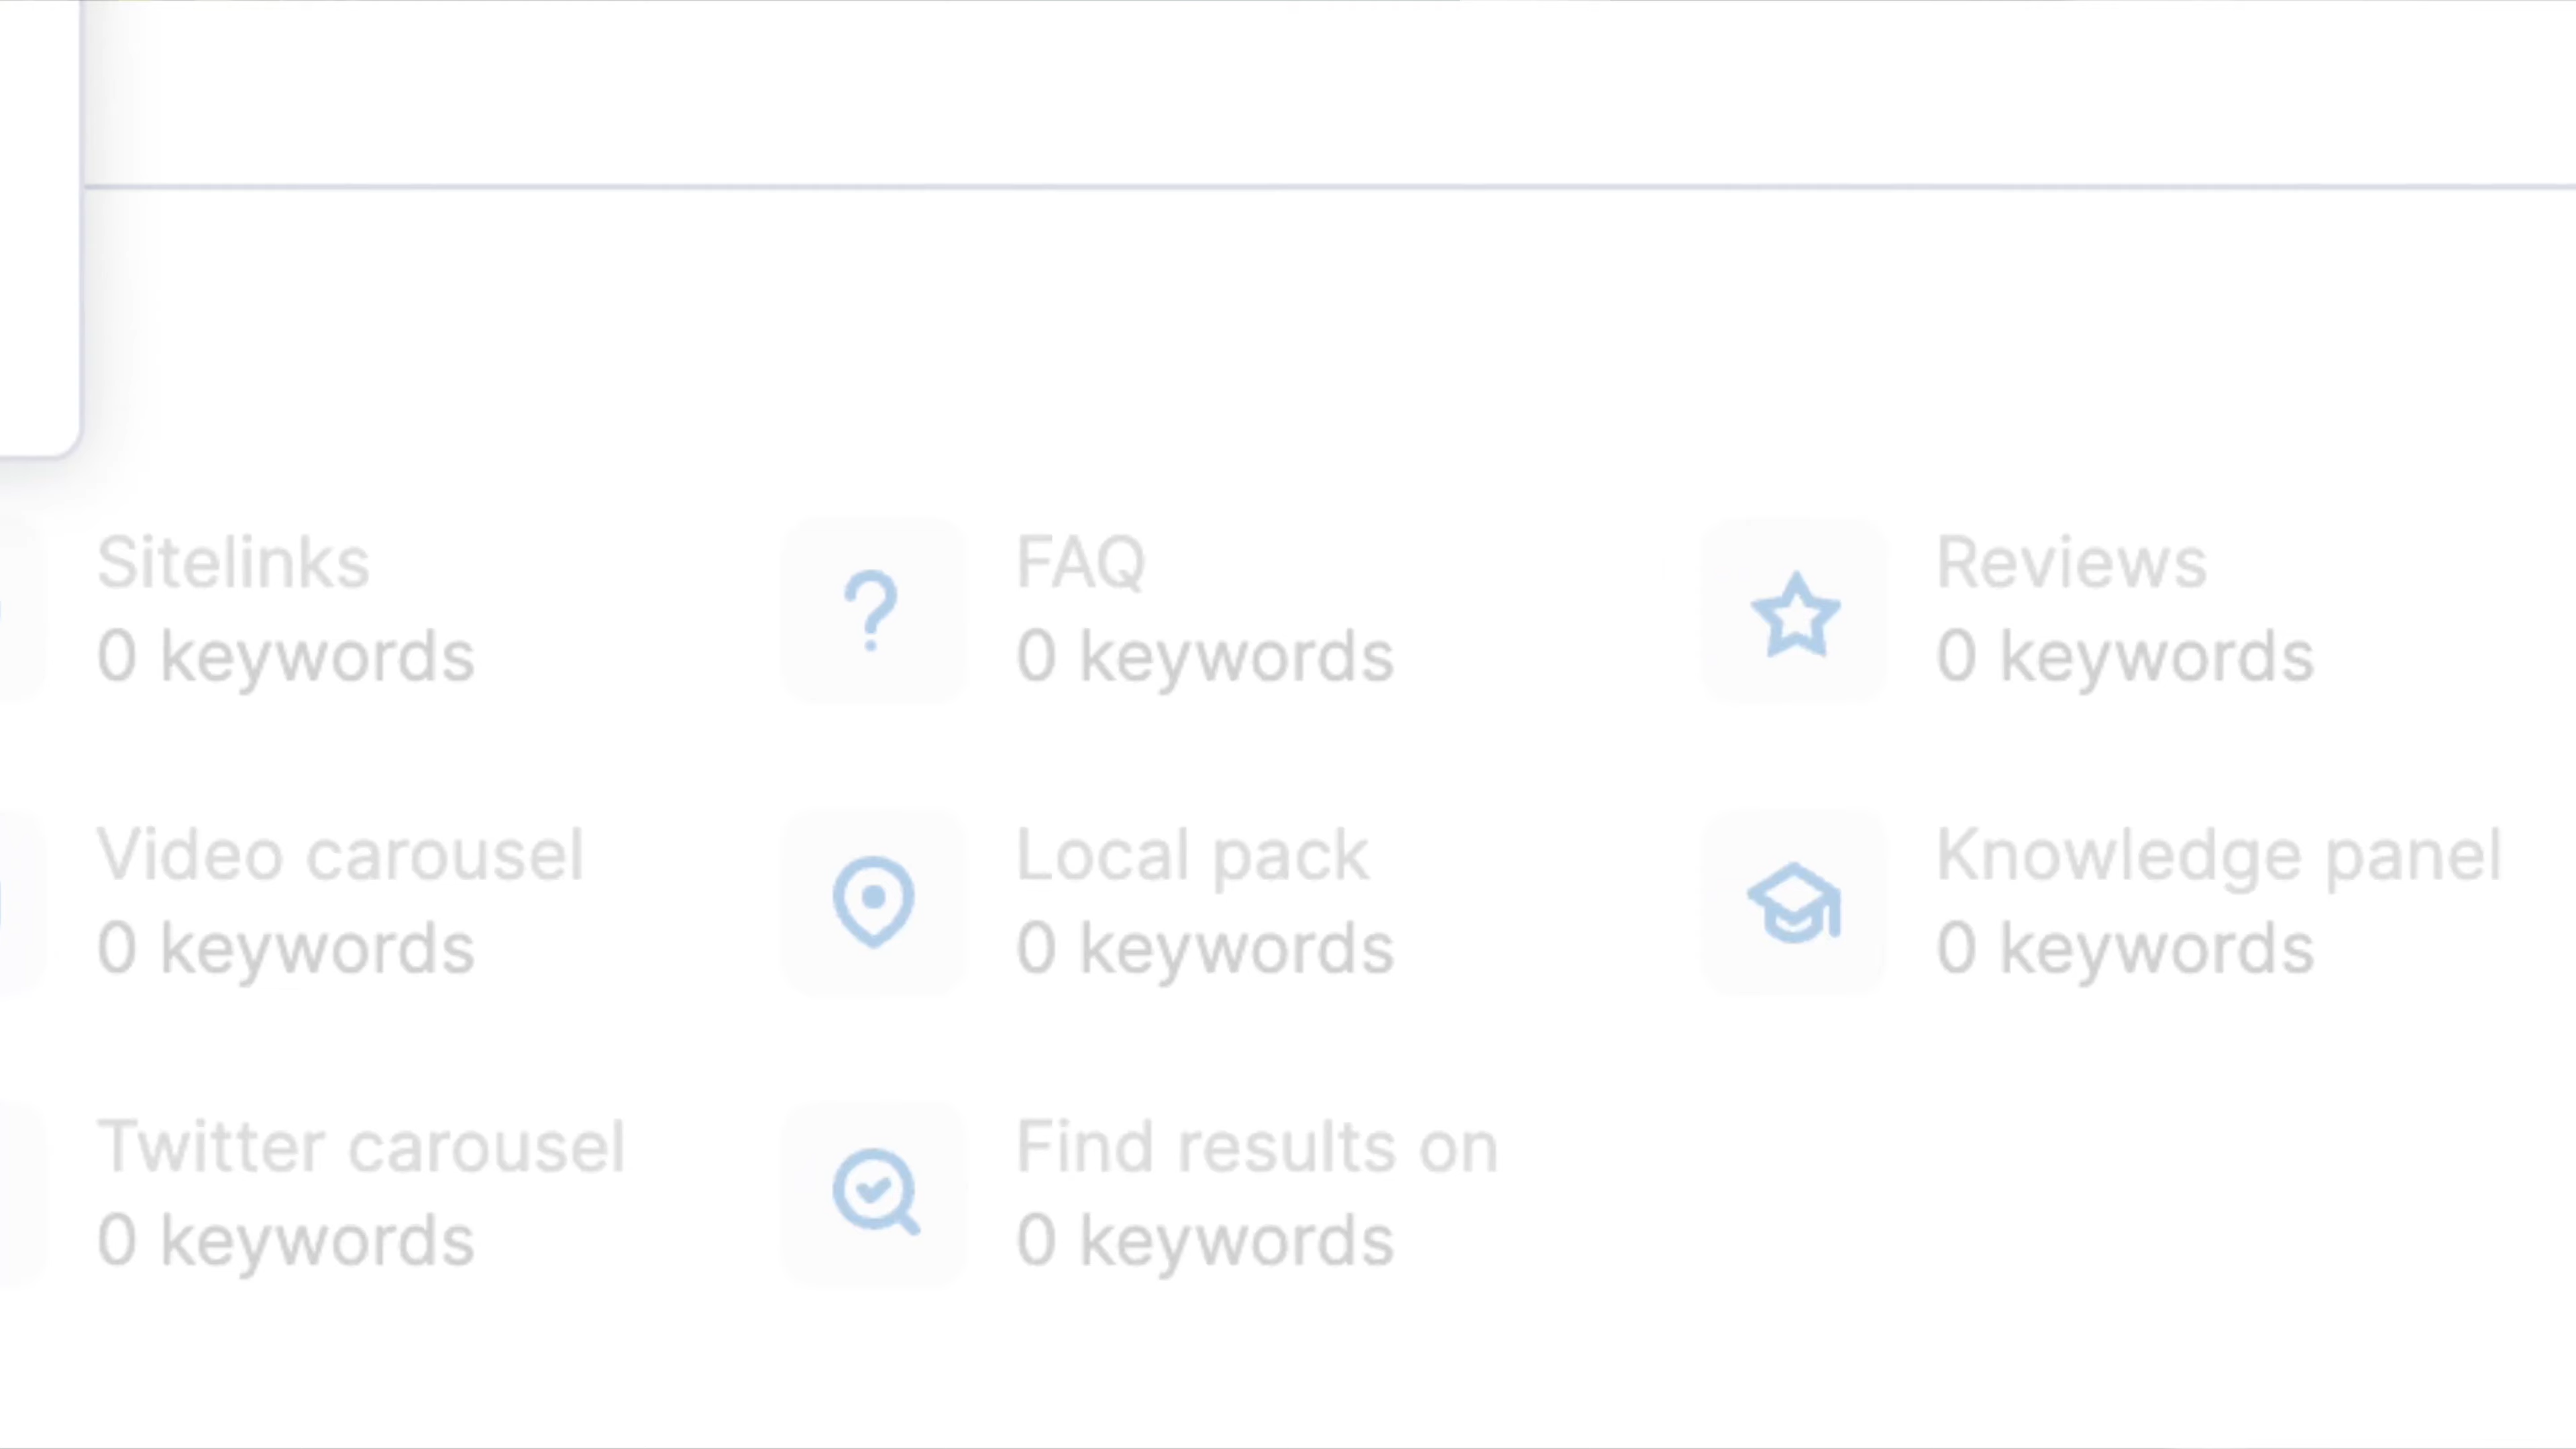 Sitelinks
0 keywords
FAQ
0 keywords
Reviews
0 keywords
Video carousel
0 keywords
Local pack
0 keywords
Knowledge panel
0 keywords
Twitter carousel
0 keywords
Find results on
0 keywords